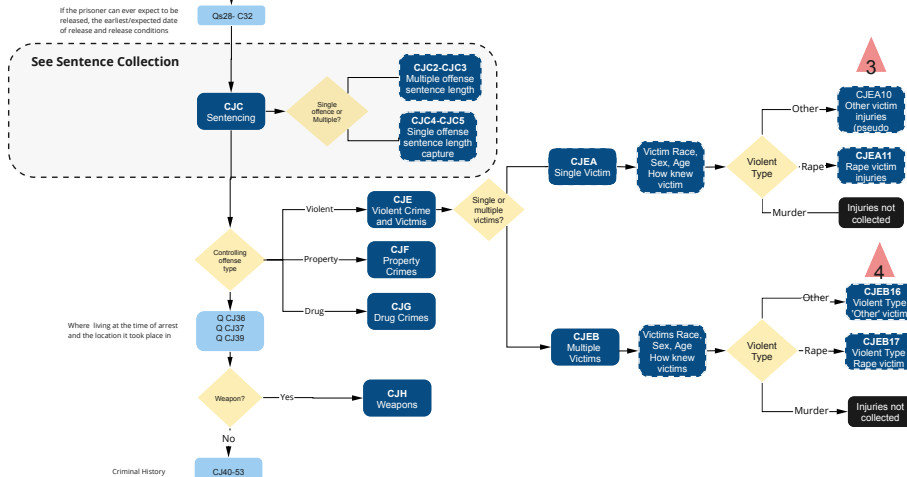 If the prisoner can ever expect to be
released, the earliest/expected date
of release and release conditions
Qs28- C32
See Sentence Collection
CJC
Sentencing
Single
offence or
Multiple?
CJC2-CJC3
Multiple offense
sentence length
CJC4-CJC5
Single offense
sentence length
capture
Controlling
offense
type
Violent
CJE
Violent Crime
and Victmis
Property
CJF
Property
Crimes
Drug
CJG
Drug Crimes
Single or
multiple
victims?
CJEA
Single Victim
Victim Race,
Sex, Age
How knew
victim
Violent
Type
Other
3
CJEA10
Other victim
injuries
(pseudo
Rape
CJEA11
Rape victim
injuries
Murder
Injuries not
collected
CJEB
Multiple
Victims
Victims Race,
Sex, Age
How knew
victims
Violent
Type
Other
4
CJEB16
Violent Type
'Other' victim
Rape
CJEB17
Violent Type
Rape victim
Murder
Injuries not
collected
Where living at the time of arrest
and the location it took place in
Q CJ36
Q CJ37
Q CJ39
Weapon?
Yes
CJH
Weapons
No
Criminal History
CJ40-53